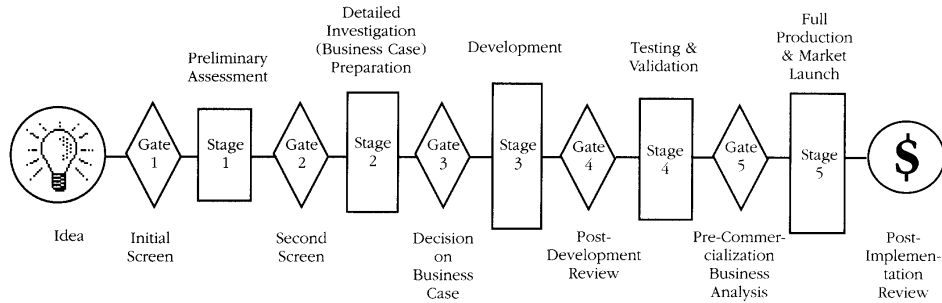 Preliminary
Assessment
Detailed
Investigation
(Business Case)
Preparation
Development
Testing &
Validation
Full
Production
& Market
Launch
Gate
1
Stage
1
Gate
2
Stage
2
Gate
3
Stage
3
Gate
4
Stage
4
Gate
5
Stage
5
$
Idea
Initial
Screen
Second
Screen
Decision
on
Business
Case
Post-
Development
Review
Pre-Commer-
cialization
Business
Analysis
Post-
Implemen-
tation
Review